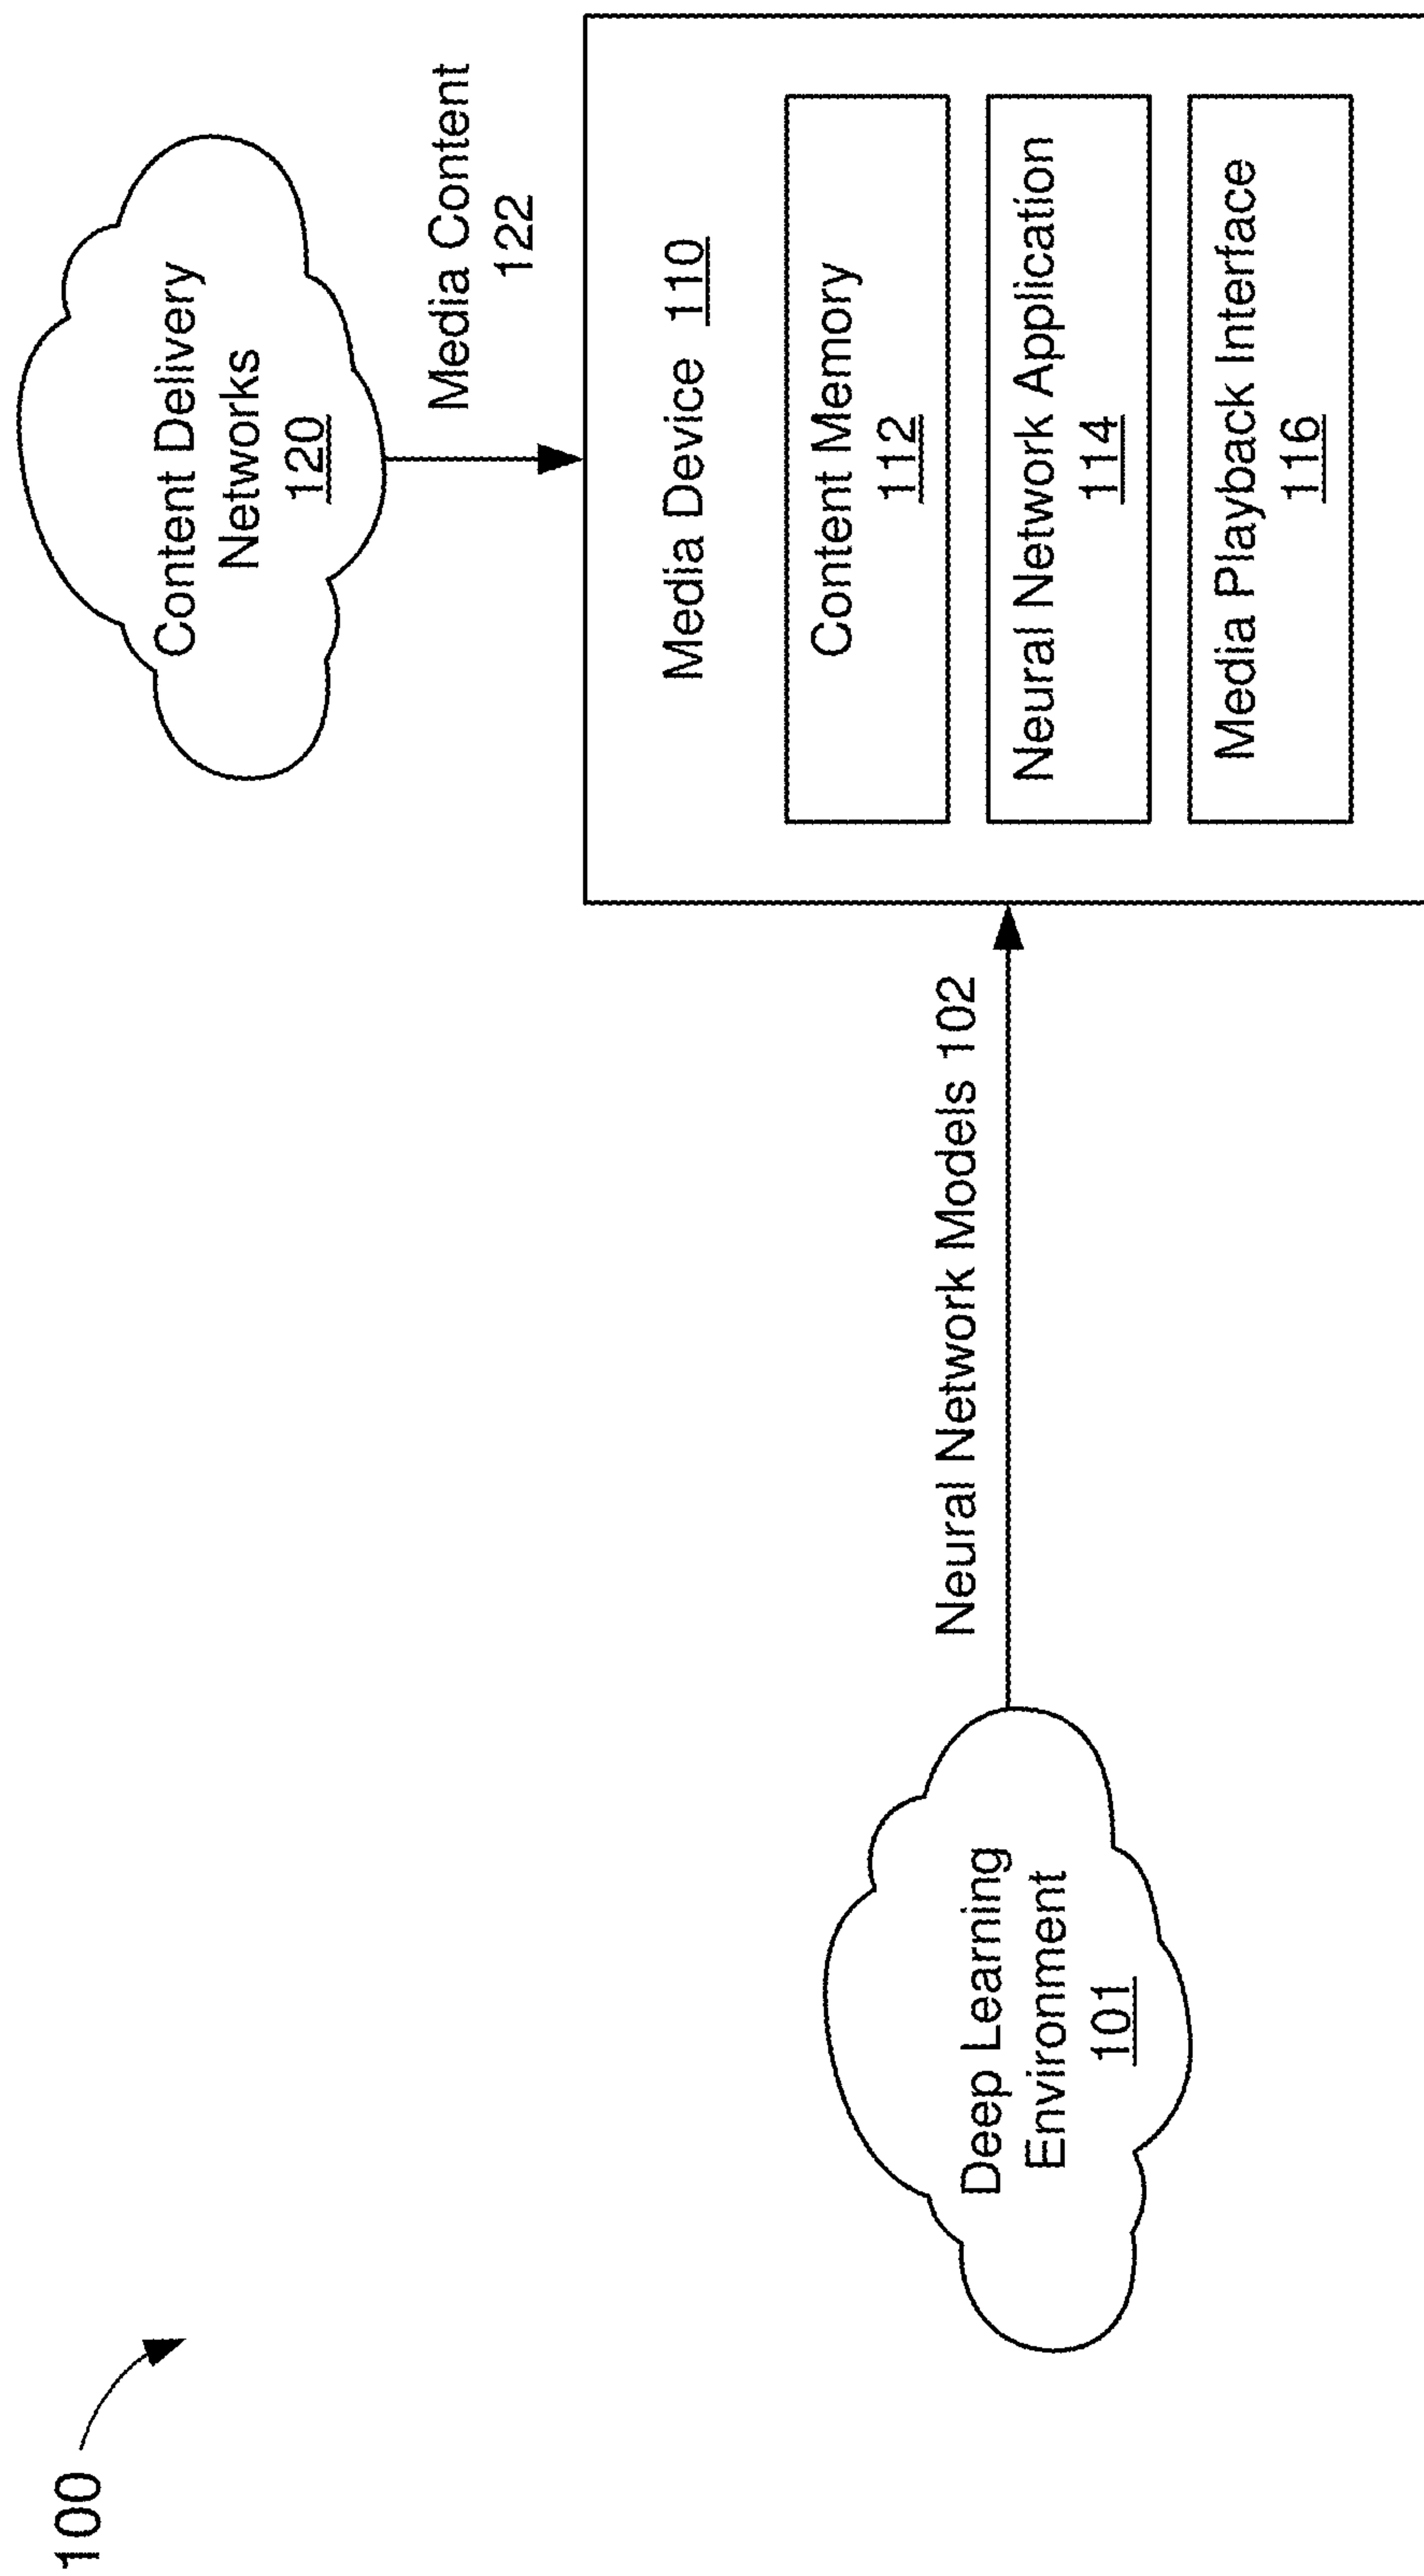 100
Content Delivery
Networks
120
Media Content
122
Media Device 110
Content Memory
112
Neural Network Application
114
Media Playback Interface
116
Neural Network Models 102
Deep Learning
Environment
101